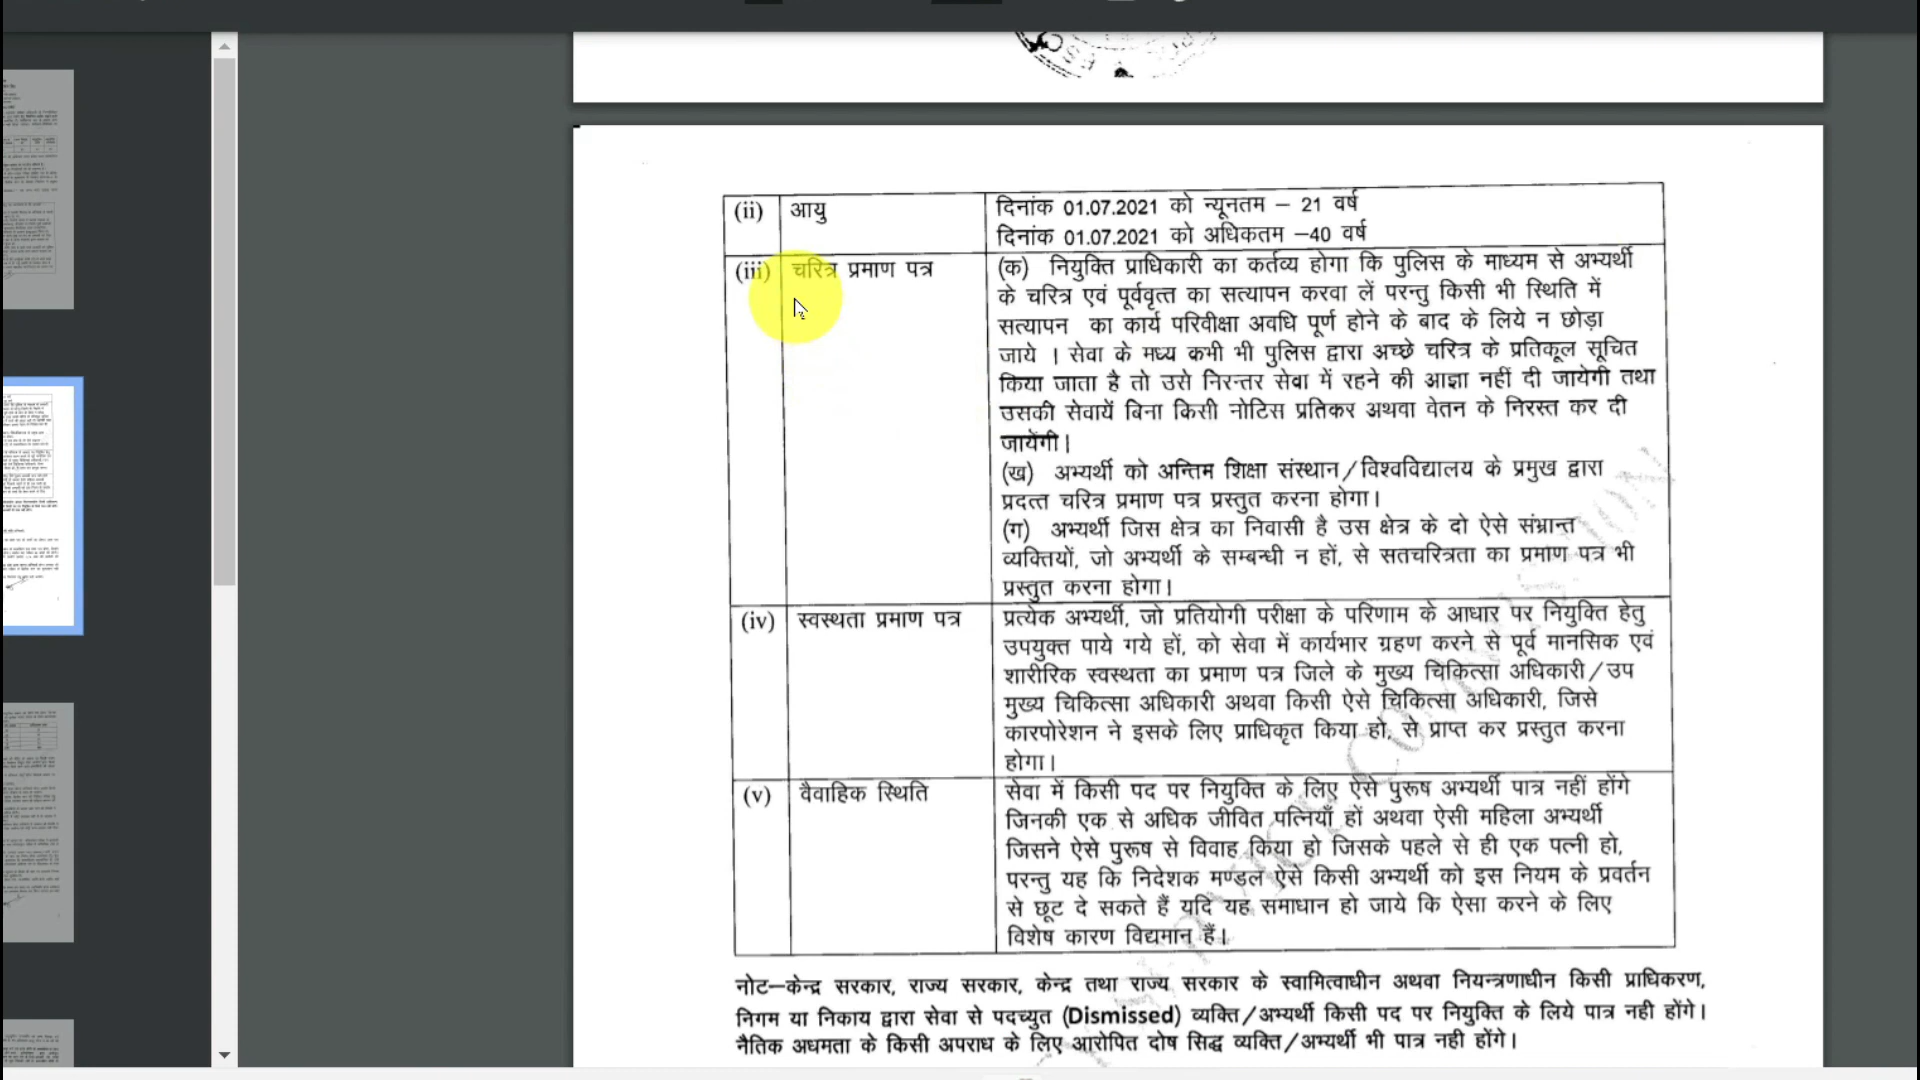 (ii) आयु दिनांक 01.07.2021 को न्यूनतम – 21 वर्ष
दिनांक 01.07.2021 को अधिकतम –40 वर्ष
(iii) चरित्र प्रमाण पत्र (क) नियुक्ति प्राधिकारी का कर्तव्य होगा कि पुलिस के माध्यम से अभ्यर्थी
के चरित्र एवं पूर्ववृत्त का सत्यापन करवा लें परन्तु किसी भी स्थिति में
सत्यापन का कार्य परिवीक्षा अवधि पूर्ण होने के बाद के लिये न छोड़ा
जाये । सेवा के मध्य कभी भी पुलिस द्वारा अच्छे चरित्र के प्रतिकूल सूचित
किया जाता है तो उसे निरन्तर सेवा में रहने की आज्ञा नहीं दी जायेगी तथा
उसकी सेवायें बिना किसी नोटिस प्रतिकर अथवा वेतन के निरस्त कर दी
जायेंगी।
(ख) अभ्यर्थी को अन्तिम शिक्षा संस्थान/विश्वविद्यालय के प्रमुख द्वारा
प्रदत्त चरित्र प्रमाण पत्र प्रस्तुत करना होगा।
(ग) अभ्यर्थी जिस क्षेत्र का निवासी है उस क्षेत्र के दो ऐसे संभ्रान्त
व्यक्तियों, जो अभ्यर्थी के सम्बन्धी न हों, से सतचरित्रता का प्रमाण पत्र भी
प्रस्तुत करना होगा।
(iv) स्वस्थता प्रमाण पत्र प्रत्येक अभ्यर्थी, जो प्रतियोगी परीक्षा के परिणाम के आधार पर नियुक्ति हेतु
उपयुक्त पाये गये हों, को सेवा में कार्यभार ग्रहण करने से पूर्व मानसिक एवं
शारीरिक स्वस्थता का प्रमाण पत्र जिले के मुख्य चिकित्सा अधिकारी/उप
मुख्य चिकित्सा अधिकारी अथवा किसी ऐसे चिकित्सा अधिकारी, जिसे
कारपोरेशन ने इसके लिए प्राधिकृत किया हो, से प्राप्त कर प्रस्तुत करना
होगा।
(v) वैवाहिक स्थिति सेवा में किसी पद पर नियुक्ति के लिए ऐसे पुरूष अभ्यर्थी पात्र नहीं होंगे
जिनकी एक से अधिक जीवित पत्नियाँ हों अथवा ऐसी महिला अभ्यर्थी
जिसने ऐसे पुरूष से विवाह किया हो जिसके पहले से ही एक पत्नी हो,
परन्तु यह कि निदेशक मण्डल ऐसे किसी अभ्यर्थी को इस नियम के प्रवर्तन
से छूट दे सकते हैं यदि यह समाधान हो जाये कि ऐसा करने के लिए
विशेष कारण विद्यमान हैं।
नोट–केन्द्र सरकार, राज्य सरकार, केन्द्र तथा राज्य सरकार के स्वामित्वाधीन अथवा नियन्त्रणाधीन किसी प्राधिकरण,
निगम या निकाय द्वारा सेवा से पदच्युत (Dismissed) व्यक्ति/अभ्यर्थी किसी पद पर नियुक्ति के लिये पात्र नही होंगे।
नैतिक अधमता के किसी अपराध के लिए आरोपित दोष सिद्ध व्यक्ति/अभ्यर्थी भी पात्र नही होंगे।